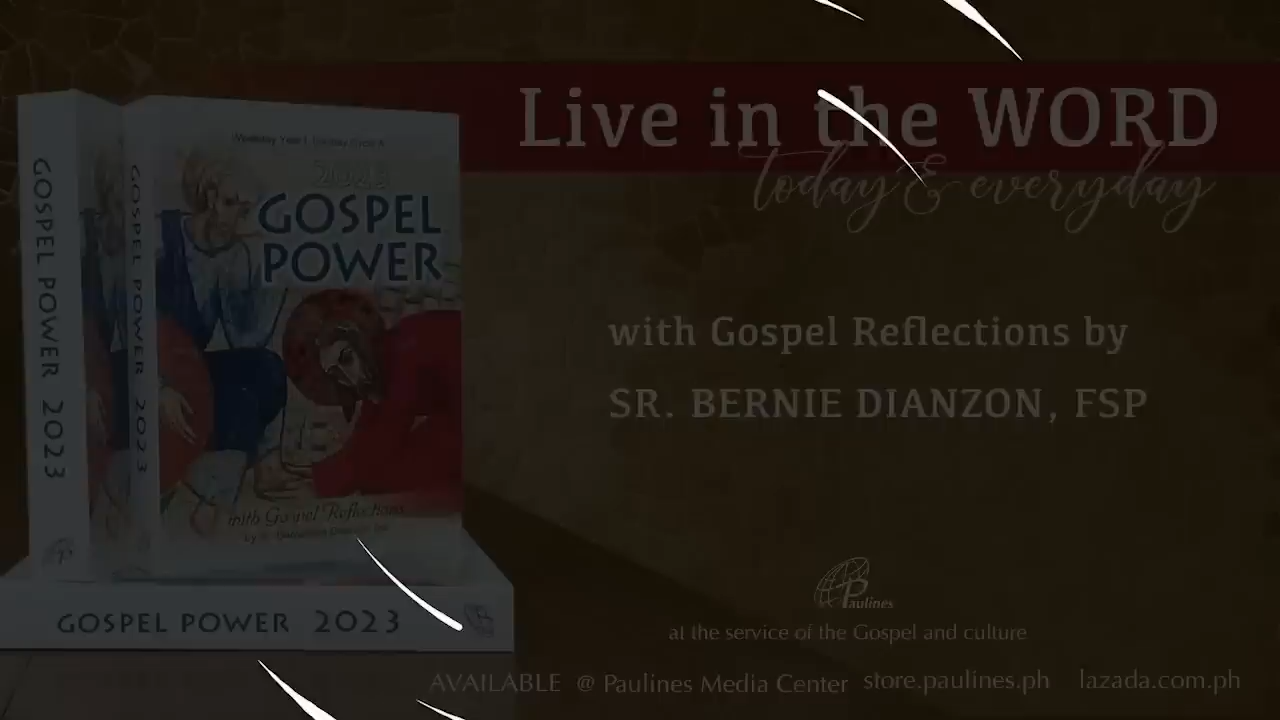 Live in the WORD
today & everyday
with Gospel Reflections by
SR. BERNIE DIANZON, FSP
2023
GOSPEL
POWER
with Gospel Reflections
GOSPEL POWER 2023
GOSPEL POWER 2023
GOSPEL POWER 2023
Paulines
at the service of the Gospel and culture
AVAILABLE @ Paulines Media Center store.paulines.ph lazada.com.ph